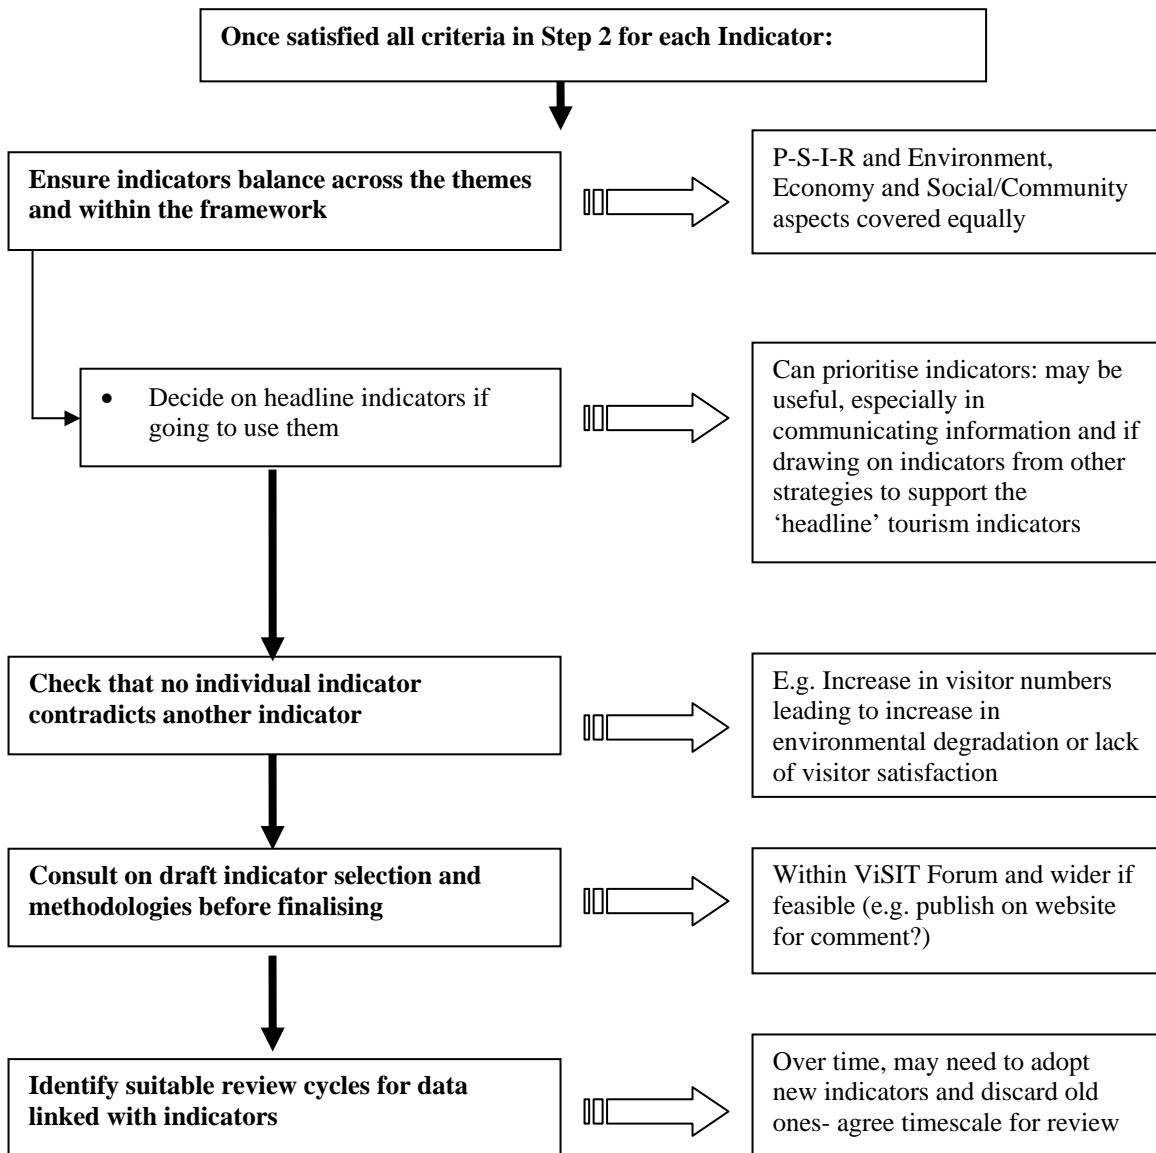 Once satisfied all criteria in Step 2 for each Indicator:
Ensure indicators balance across the themes
and within the framework
P-S-I-R and Environment,
Economy and Social/Community
aspects covered equally
• Decide on headline indicators if
going to use them
Can prioritise indicators: may be
useful, especially in
communicating information and if
drawing on indicators from other
strategies to support the
‘headline’ tourism indicators
Check that no individual indicator
contradicts another indicator
E.g. Increase in visitor numbers
leading to increase in
environmental degradation or lack
of visitor satisfaction
Consult on draft indicator selection and
methodologies before finalising
Within ViSIT Forum and wider if
feasible (e.g. publish on website
for comment?)
Identify suitable review cycles for data
linked with indicators
Over time, may need to adopt
new indicators and discard old
ones- agree timescale for review